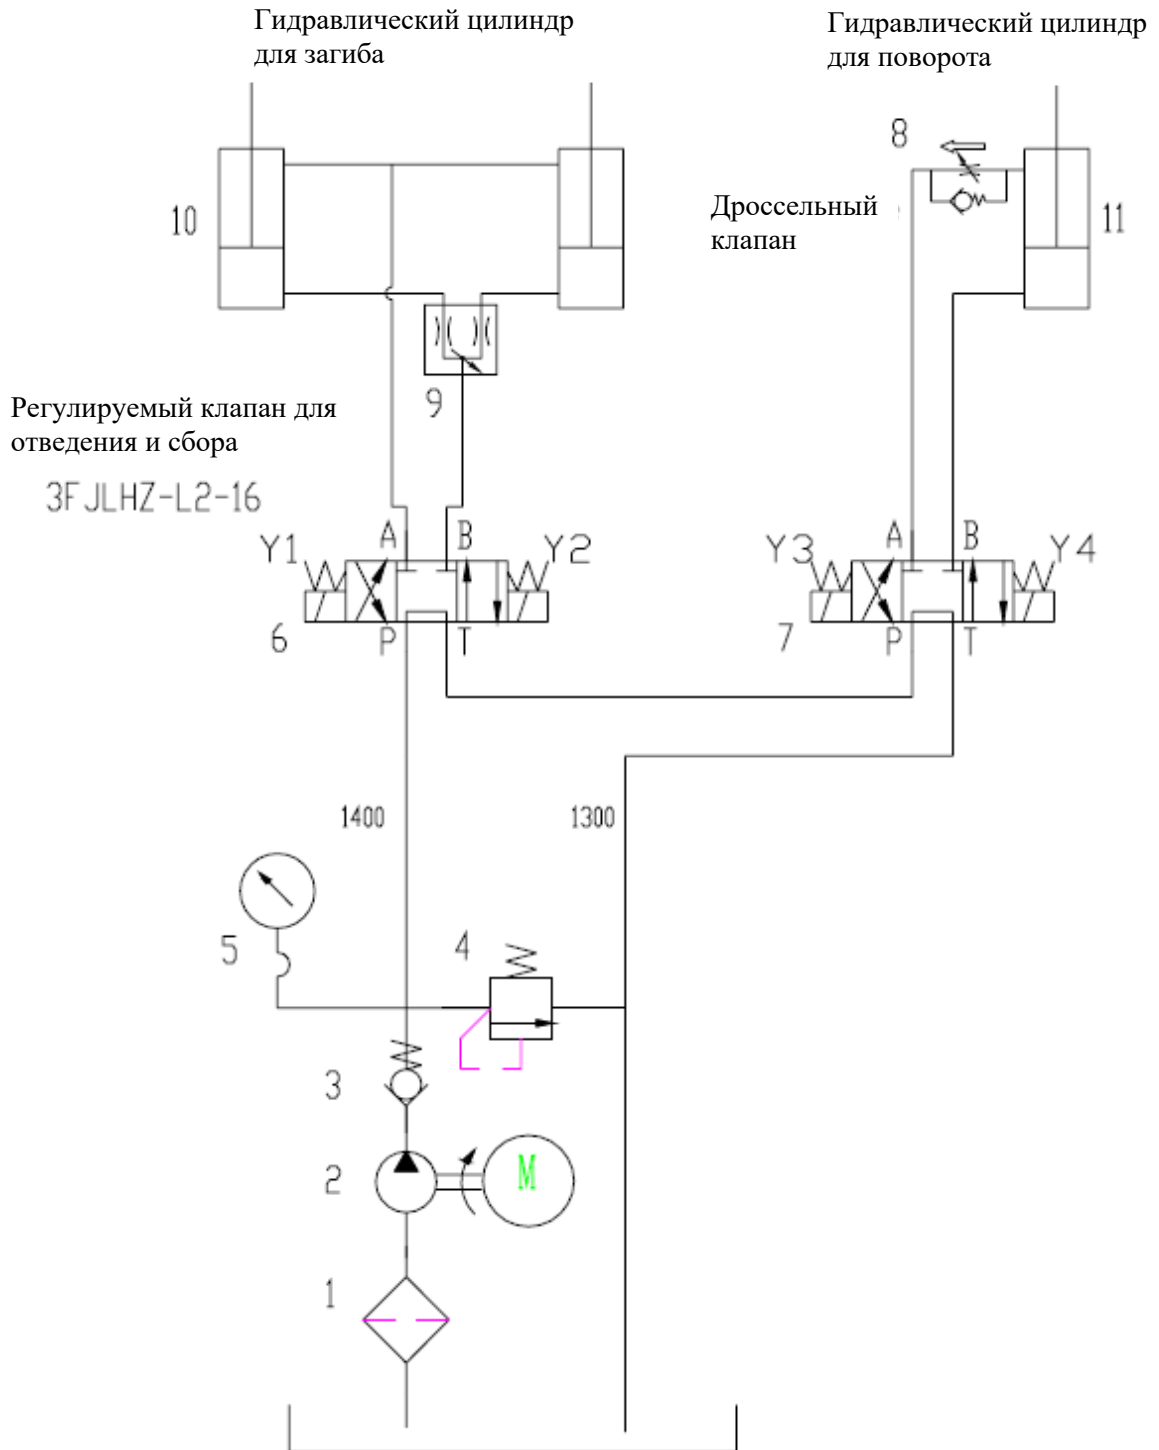 Гидравлический цилиндр
для загиба
Гидравлический цилиндр
для поворота
8
10
Дроссельный
клапан
11
9
Регулируемый клапан для
отведения и сбора
3FJLHZ-L2-16
Y1 A B Y2
Y3 A B Y4
6 P T
7 P T
1400
1300
5
4
3
2
M
1